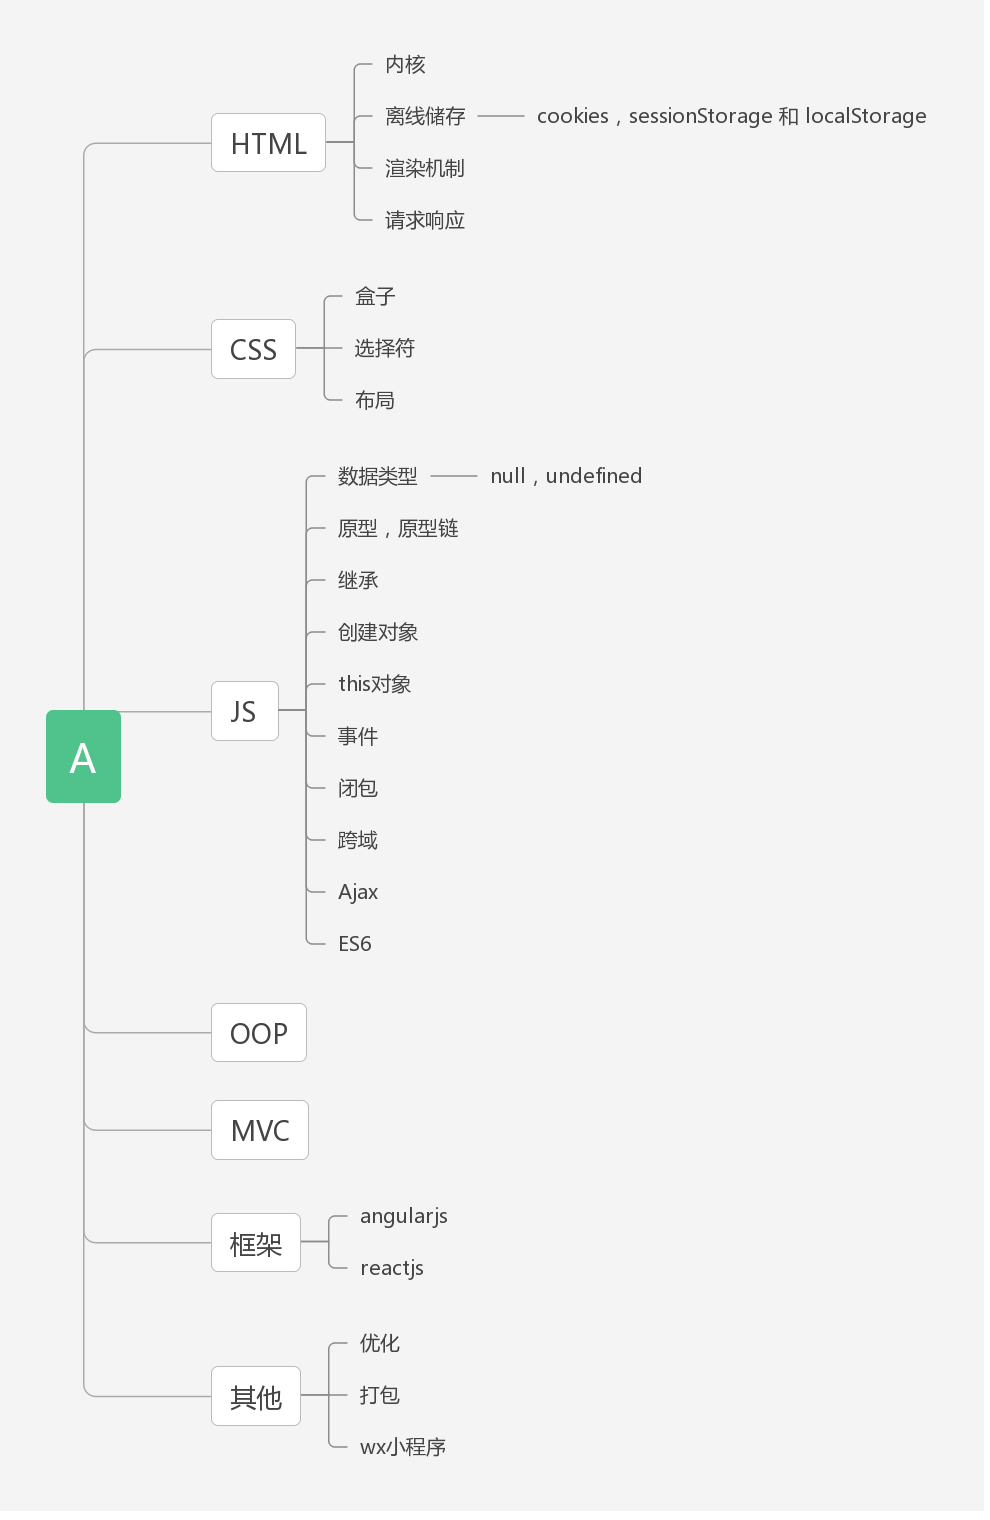 内核
离线储存
cookies，sessionStorage 和 localStorage
HTML
渲染机制
请求响应
盒子
CSS
选择符
布局
数据类型
null，undefined
原型，原型链
继承
创建对象
this对象
JS
事件
A
闭包
跨域
Ajax
ES6
OOP
MVC
angularjs
框架
reactjs
优化
其他
打包
wx小程序